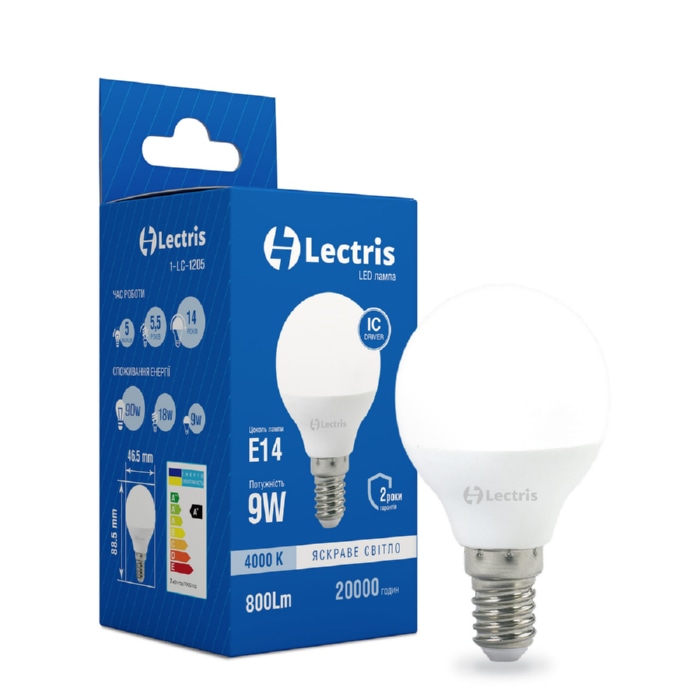 Lectris
1-LC-1205
ЧАС РОБОТИ
5
5,5
14
СПОЖИВАННЯ ЕНЕРГІЇ
90W
18W
9W
46.5 mm
88.5 mm
Lectris
LED лампа
IC
DRIVER
Lectris
Цоколь лампи
E14
Потужність
9W
2 роки
гарантія
4000 K
ЯСКРАВЕ СВІТЛО
800Lm
20000 годин
Lectris